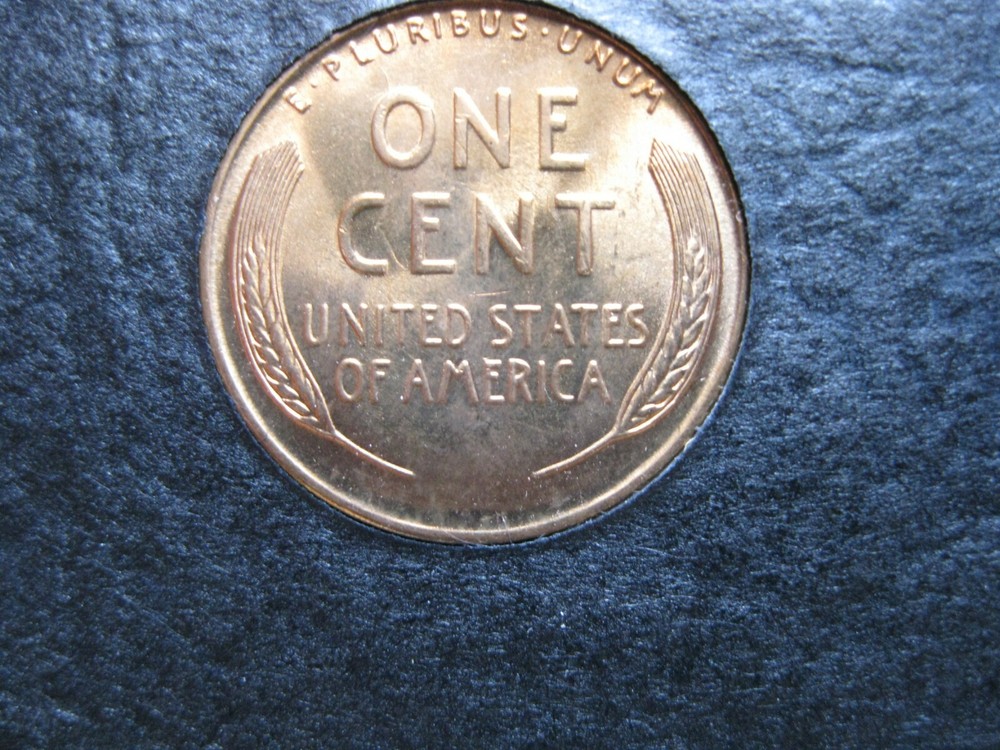 E·PLURIBUS·UNUM
ONE
CENT
UNITED STATES
OF AMERICA